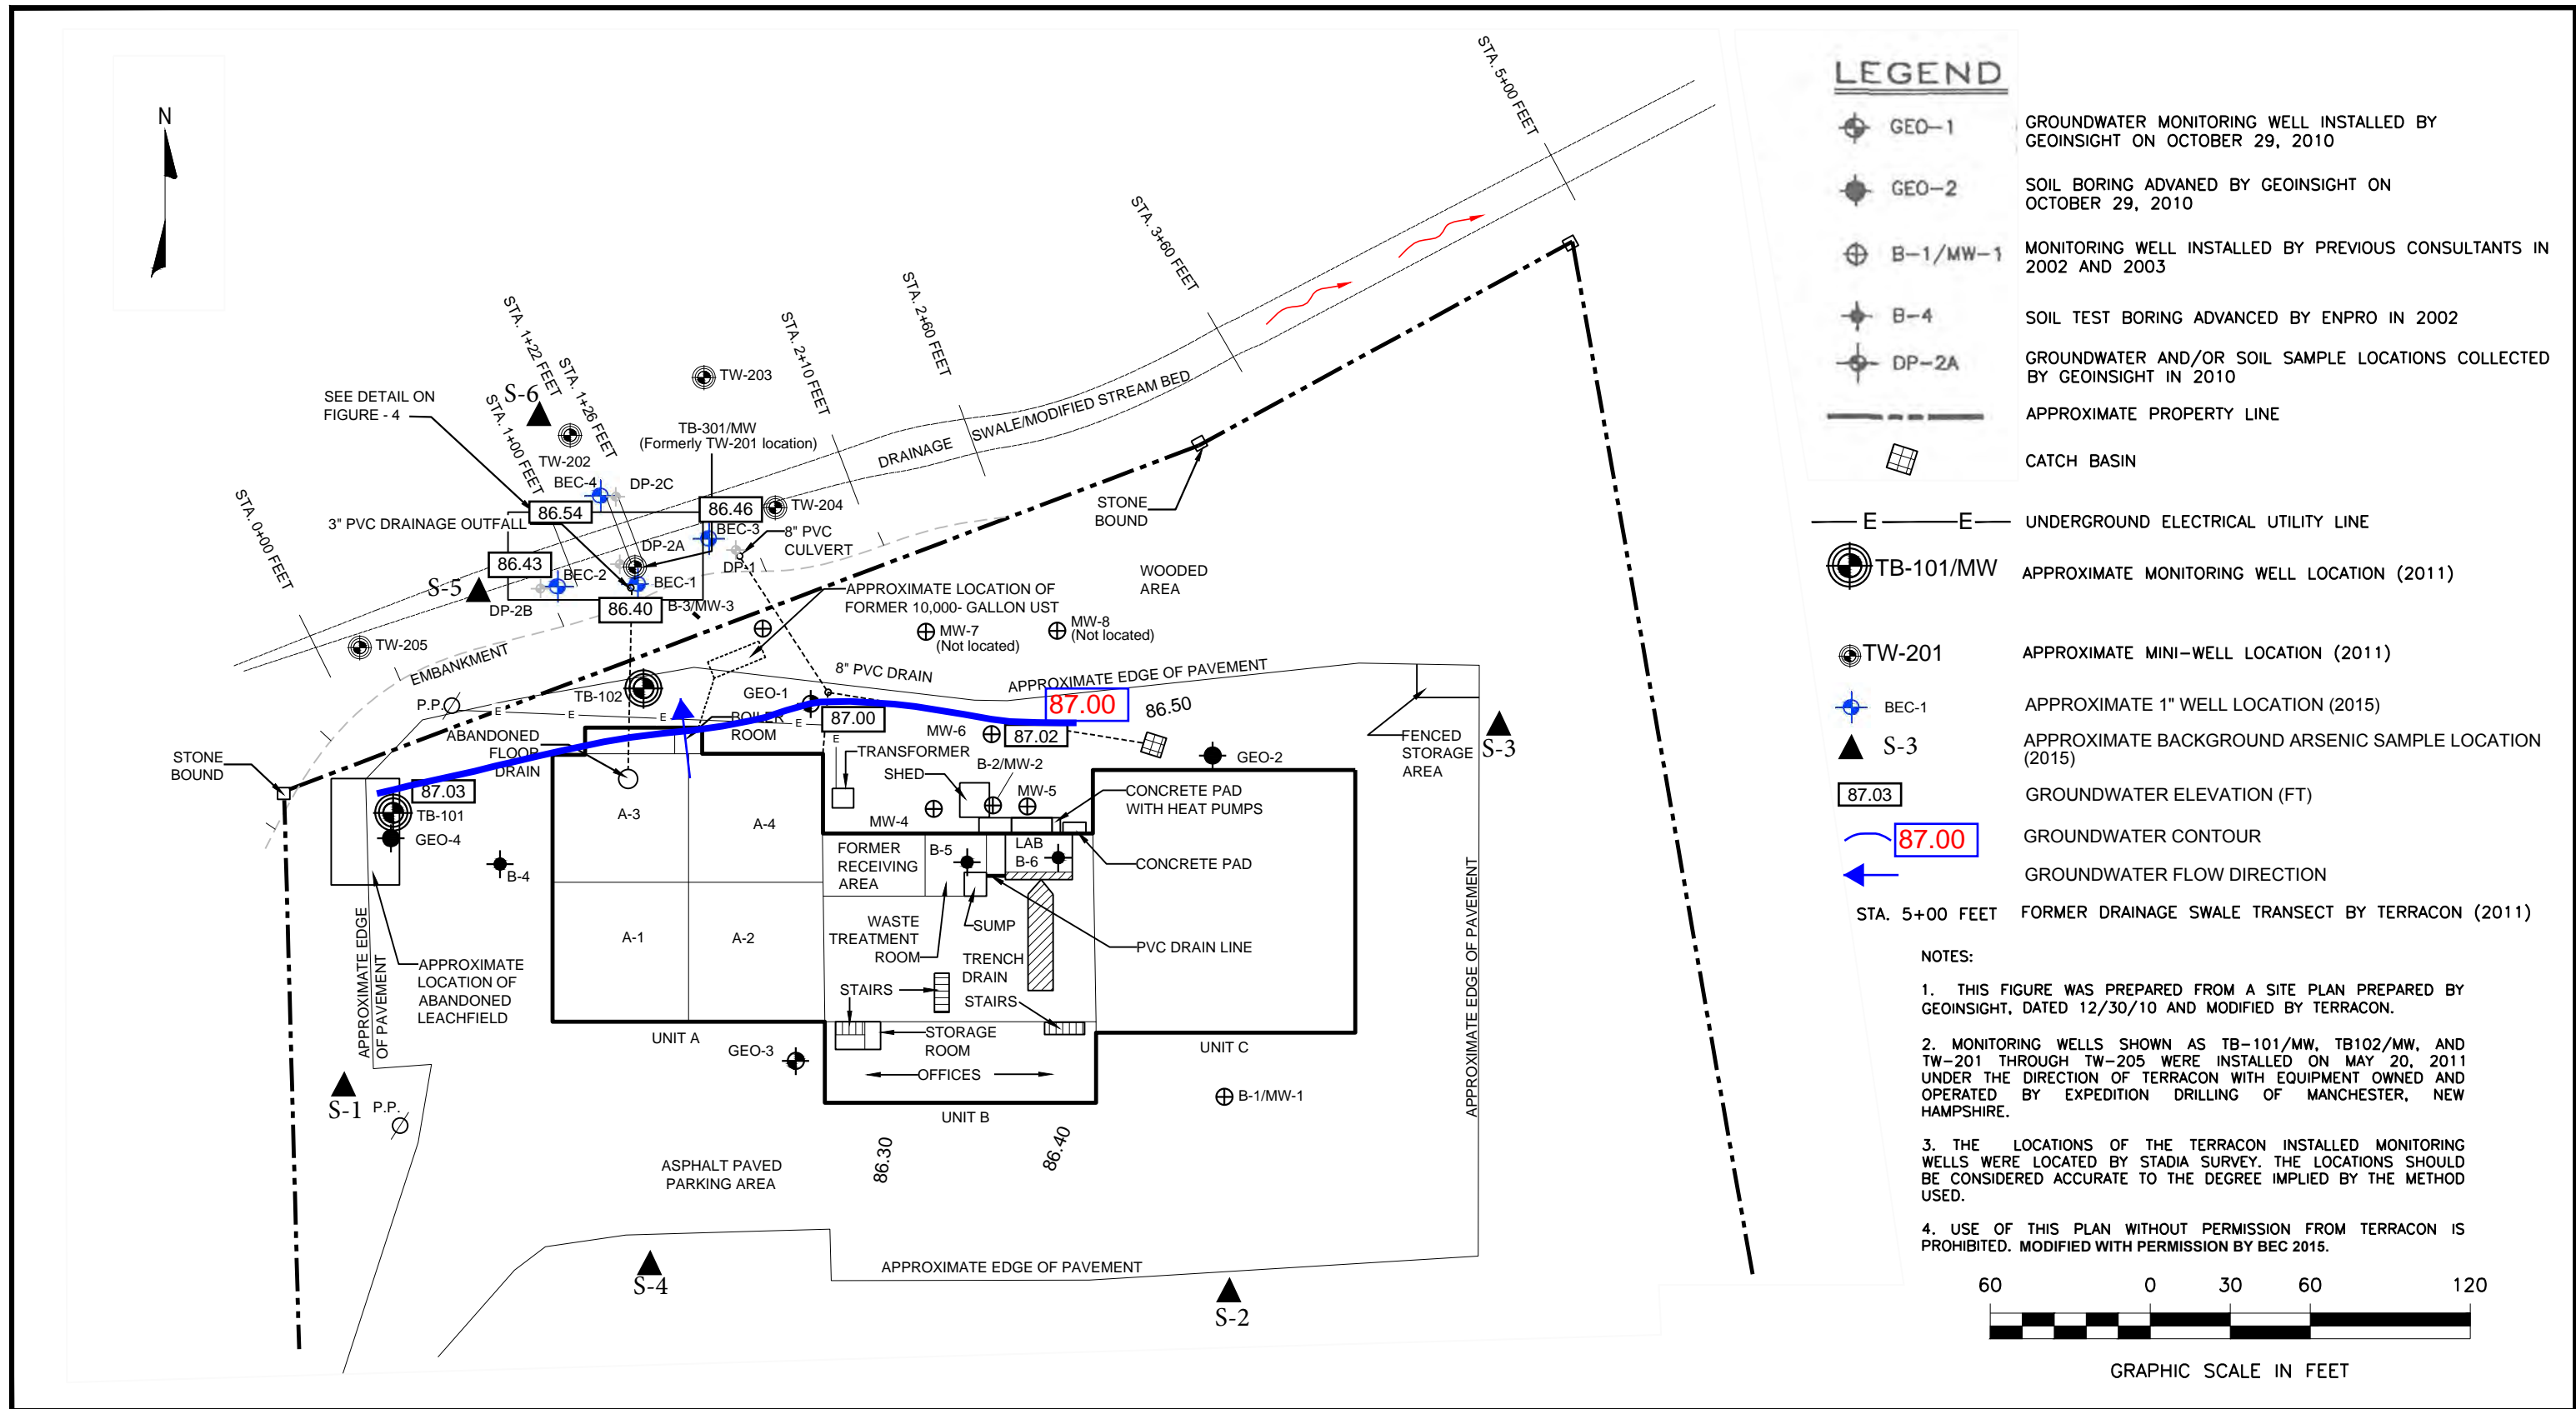 N
STA. 5+00 FEET
STA. 3+60 FEET
STA. 2+60 FEET
STA. 2+10 FEET
STA. 1+22 FEET
STA. 1+26 FEET
STA. 1+00 FEET
STA. 0+00 FEET
SEE DETAIL ON
FIGURE - 4
S-6
TW-203
TW-202
TB-301/MW
(Formerly TW-201 location)
DRAINAGE
SWALE/MODIFIED STREAM BED
BEC-4
DP-2C
86.54
86.46
TW-204
3" PVC DRAINAGE OUTFALL
BEC-3
8" PVC
CULVERT
DP-2A
DP-1
86.43
BEC-2
BEC-1
S-5
DP-2B
86.40
B-3/MW-3
STONE
BOUND
WOODED
AREA
APPROXIMATE LOCATION OF
FORMER 10,000- GALLON UST
MW-7
(Not located)
MW-8
(Not located)
TW-205
EMBANKMENT
8" PVC DRAIN
APPROXIMATE EDGE OF PAVEMENT
P.P.
TB-102
GEO-1
87.00
86.50
E
E
E
E
E
E
BOILER
ROOM
87.00
MW-6
87.02
ABANDONED
FLOOR
DRAIN
TRANSFORMER
SHED
B-2/MW-2
GEO-2
FENCED
STORAGE
AREA
S-3
STONE
BOUND
87.03
TB-101
GEO-4
MW-5
MW-4
CONCRETE PAD
WITH HEAT PUMPS
A-3
A-4
B-4
FORMER
RECEIVING
AREA
B-5
LAB
B-6
CONCRETE PAD
A-1
A-2
WASTE
TREATMENT
ROOM
SUMP
PVC DRAIN LINE
TRENCH
DRAIN
STAIRS
STAIRS
APPROXIMATE
LOCATION OF
ABANDONED
LEACHFIELD
APPROXIMATE EDGE
OF PAVEMENT
APPROXIMATE EDGE OF PAVEMENT
UNIT A
STORAGE
ROOM
UNIT C
GEO-3
OFFICES
B-1/MW-1
S-1
P.P.
UNIT B
86.30
86.40
ASPHALT PAVED
PARKING AREA
APPROXIMATE EDGE OF PAVEMENT
S-4
S-2
LEGEND
GEO-1
GROUNDWATER MONITORING WELL INSTALLED BY
GEOINSIGHT ON OCTOBER 29, 2010
GEO-2
SOIL BORING ADVANED BY GEOINSIGHT ON
OCTOBER 29, 2010
B-1/MW-1
MONITORING WELL INSTALLED BY PREVIOUS CONSULTANTS IN
2002 AND 2003
B-4
SOIL TEST BORING ADVANCED BY ENPRO IN 2002
DP-2A
GROUNDWATER AND/OR SOIL SAMPLE LOCATIONS COLLECTED
BY GEOINSIGHT IN 2010
APPROXIMATE PROPERTY LINE
CATCH BASIN
E E
UNDERGROUND ELECTRICAL UTILITY LINE
TB-101/MW
APPROXIMATE MONITORING WELL LOCATION (2011)
TW-201
APPROXIMATE MINI-WELL LOCATION (2011)
BEC-1
APPROXIMATE 1" WELL LOCATION (2015)
S-3
APPROXIMATE BACKGROUND ARSENIC SAMPLE LOCATION
(2015)
87.03
GROUNDWATER ELEVATION (FT)
87.00
GROUNDWATER CONTOUR
GROUNDWATER FLOW DIRECTION
STA. 5+00 FEET
FORMER DRAINAGE SWALE TRANSECT BY TERRACON (2011)
NOTES:
1. THIS FIGURE WAS PREPARED FROM A SITE PLAN PREPARED BY
GEOINSIGHT, DATED 12/30/10 AND MODIFIED BY TERRACON.
2. MONITORING WELLS SHOWN AS TB-101/MW, TB102/MW, AND
TW-201 THROUGH TW-205 WERE INSTALLED ON MAY 20, 2011
UNDER THE DIRECTION OF TERRACON WITH EQUIPMENT OWNED AND
OPERATED BY EXPEDITION DRILLING OF MANCHESTER, NEW
HAMPSHIRE.
3. THE LOCATIONS OF THE TERRACON INSTALLED MONITORING
WELLS WERE LOCATED BY STADIA SURVEY. THE LOCATIONS SHOULD
BE CONSIDERED ACCURATE TO THE DEGREE IMPLIED BY THE METHOD
USED.
4. USE OF THIS PLAN WITHOUT PERMISSION FROM TERRACON IS
PROHIBITED. MODIFIED WITH PERMISSION BY BEC 2015.
60 0 30 60 120
GRAPHIC SCALE IN FEET